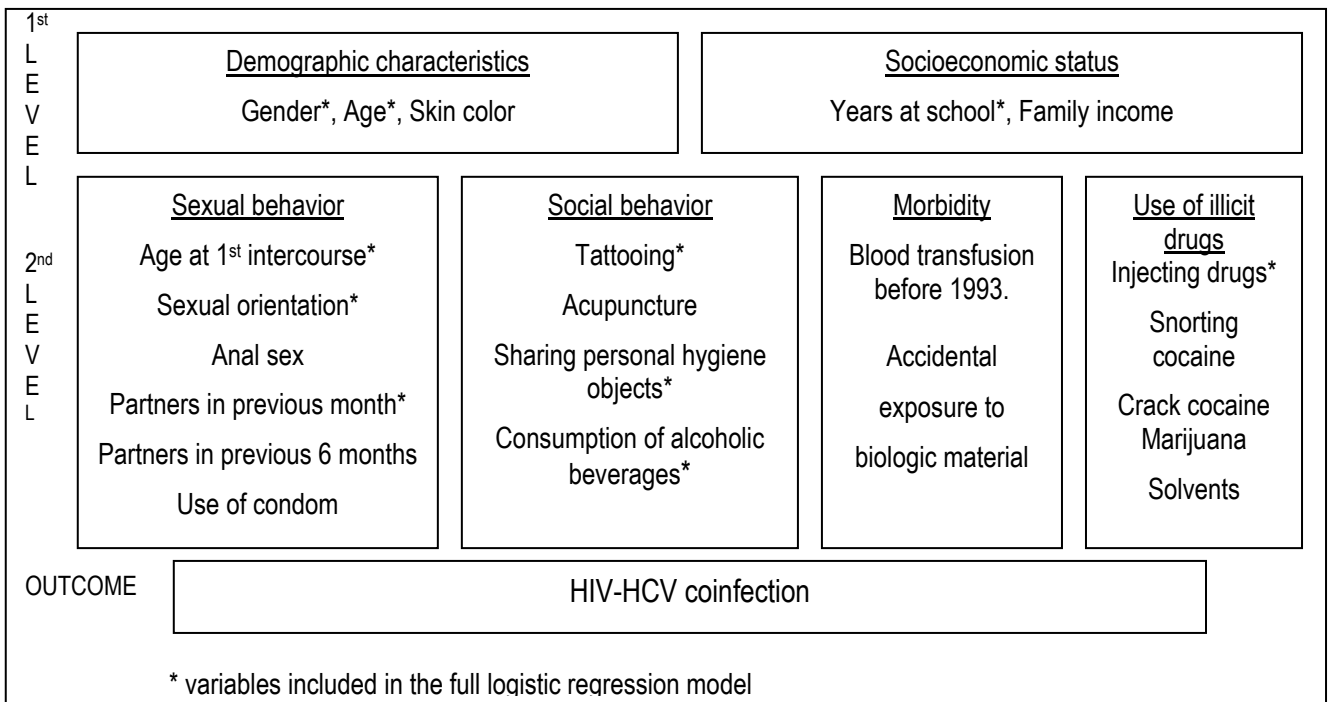 1st
L
E
V
E
L
Demographic characteristics
Gender*, Age*, Skin color
Socioeconomic status
Years at school*, Family income
2nd
L
E
V
E
L
Sexual behavior
Age at 1st intercourse*
Sexual orientation*
Anal sex
Partners in previous month*
Partners in previous 6 months
Use of condom
Social behavior
Tattooing*
Acupuncture
Sharing personal hygiene
objects*
Consumption of alcoholic
beverages*
Morbidity
Blood transfusion
before 1993.
Accidental
exposure to
biologic material
Use of illicit
drugs
Injecting drugs*
Snorting
cocaine
Crack cocaine
Marijuana
Solvents
OUTCOME
HIV-HCV coinfection
* variables included in the full logistic regression model